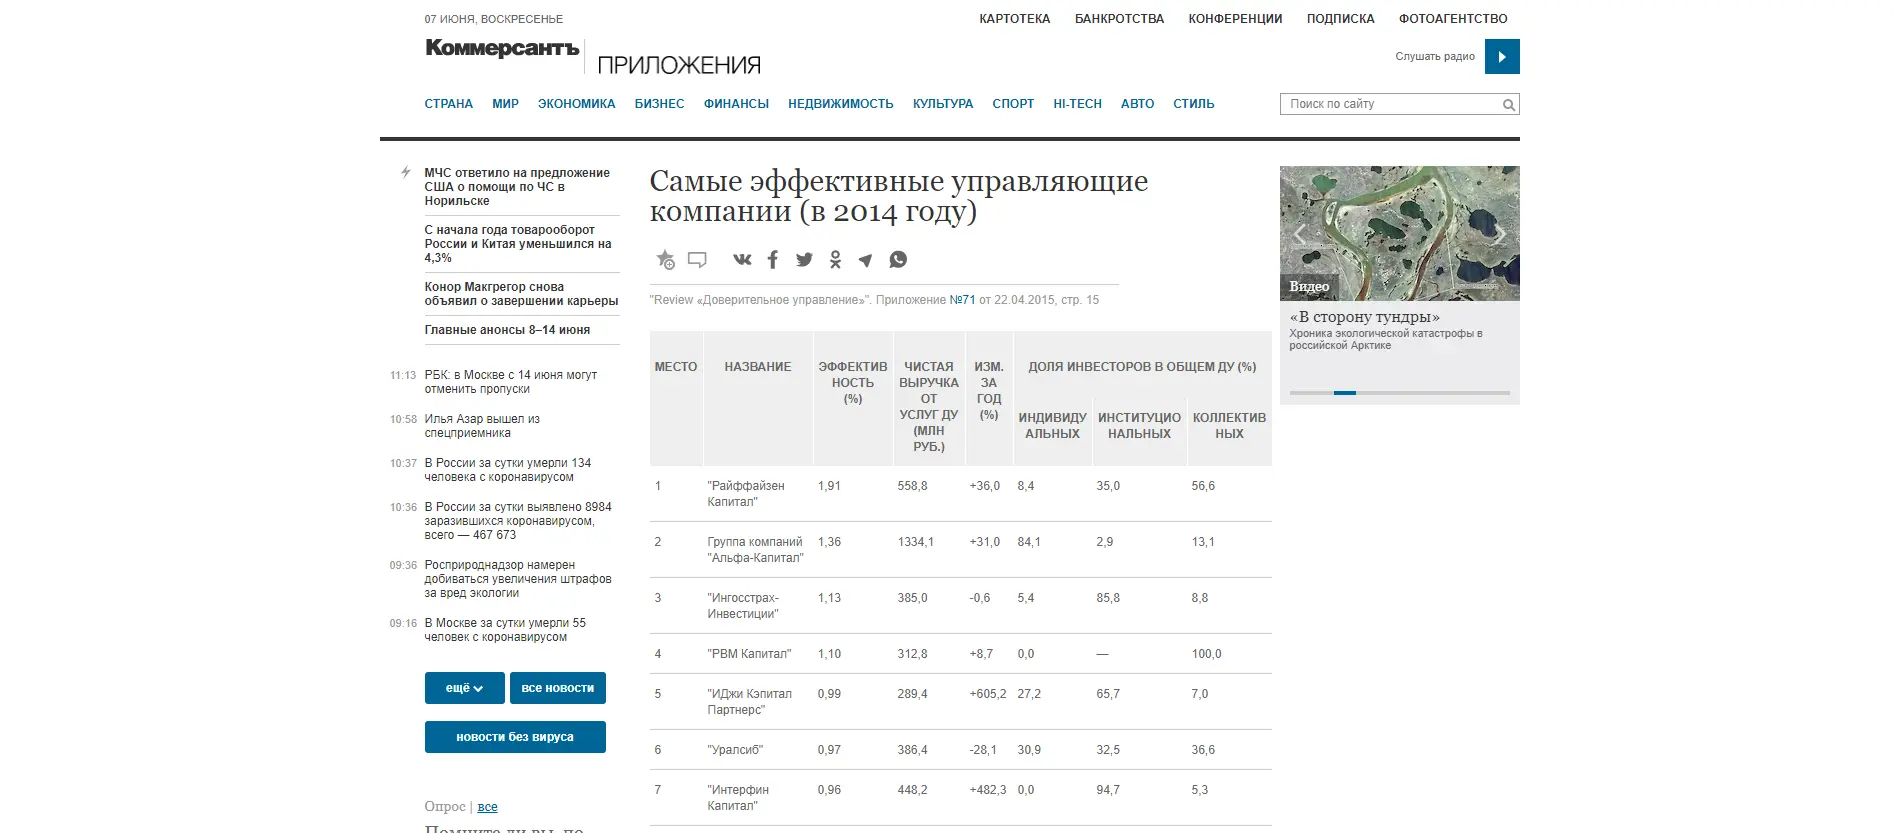 07 ИЮНЯ, ВОСКРЕСЕНЬЕ
КАРТОТЕКА БАНКРОТСТВА КОНФЕРЕНЦИИ ПОДПИСКА ФОТОАГЕНТСТВО
Коммерсантъ
ПРИЛОЖЕНИЯ
Слушать радио
СТРАНА МИР ЭКОНОМИКА БИЗНЕС ФИНАНСЫ НЕДВИЖИМОСТЬ КУЛЬТУРА СПОРТ HI-TECH АВТО СТИЛЬ
Поиск по сайту
МЧС ответило на предложение
США о помощи по ЧС в
Норильске
С начала года товарооборот
России и Китая уменьшился на
4,3%
Конор Макгрегор снова
объявил о завершении карьеры
Главные анонсы 8–14 июня
11:13 РБК: в Москве с 14 июня могут
отменить пропуски
10:58 Илья Азар вышел из
спецприемника
10:37 В России за сутки умерли 134
человека с коронавирусом
10:36 В России за сутки выявлено 8984
заразившихся коронавирусом,
всего — 467 673
09:36 Росприроднадзор намерен
добиваться увеличения штрафов
за вред экологии
09:16 В Москве за сутки умерли 55
человек с коронавирусом
ещё все новости
новости без вируса
Опрос | все
Помните ли вы, по
Самые эффективные управляющие
компании (в 2014 году)
"Review «Доверительное управление»". Приложение №71 от 22.04.2015, стр. 15
МЕСТО НАЗВАНИЕ ЭФФЕКТИВ ЧИСТАЯ ИЗМ. ДОЛЯ ИНВЕСТОРОВ В ОБЩЕМ ДУ (%)
НОСТЬ ВЫРУЧКА ЗА
(%) ОТ ГОД
УСЛУГ ДУ (%) ИНДИВИДУ ИНСТИТУЦИО КОЛЛЕКТИВ
(МЛН АЛЬНЫХ НАЛЬНЫХ НЫХ
РУБ.)
1 "Райффайзен 1,91 558,8 +36,0 8,4 35,0 56,6
Капитал"
2 Группа компаний 1,36 1334,1 +31,0 84,1 2,9 13,1
"Альфа-Капитал"
3 "Ингосстрах- 1,13 385,0 -0,6 5,4 85,8 8,8
Инвестиции"
4 "РВМ Капитал" 1,10 312,8 +8,7 0,0 — 100,0
5 "ИДжи Кэпитал 0,99 289,4 +605,2 27,2 65,7 7,0
Партнерс"
6 "Уралсиб" 0,97 386,4 -28,1 30,9 32,5 36,6
7 "Интерфин 0,96 448,2 +482,3 0,0 94,7 5,3
Капитал"
Видео
«В сторону тундры»
Хроника экологической катастрофы в
российской Арктике